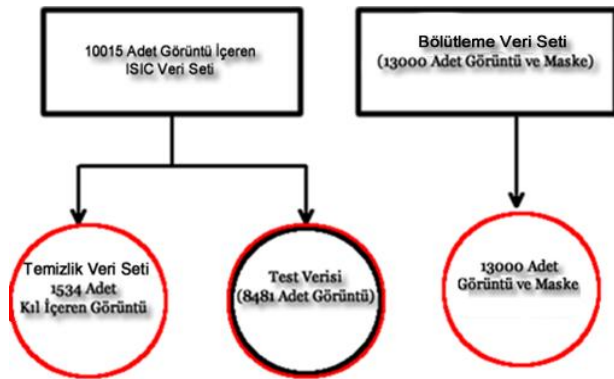 10015 Adet Görüntü İçeren
ISIC Veri Seti
Bölütleme Veri Seti
(13000 Adet Görüntü ve Maske)
Temizlik Veri Seti
1534 Adet
Kıl İçeren Görüntü
Test Verisi
(8481 Adet Görüntü)
13000 Adet
Görüntü ve Maske